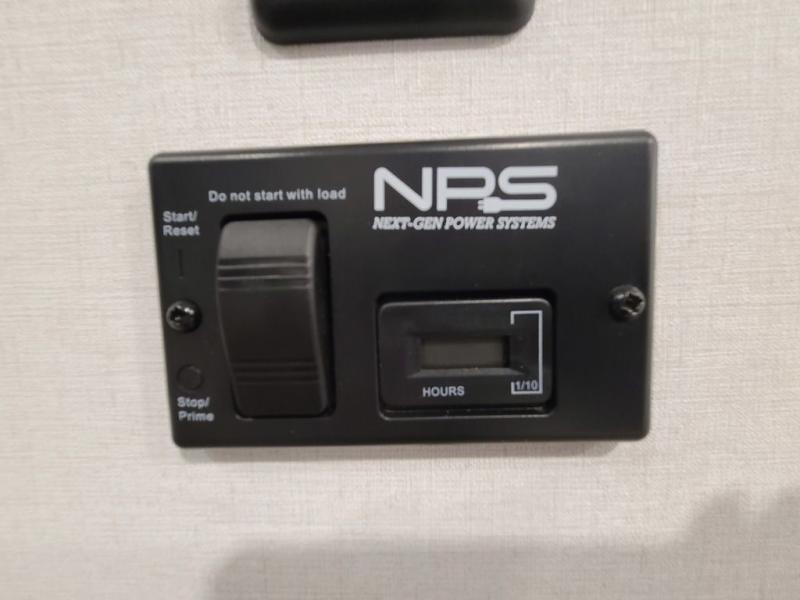 Do not start with load
NPS
NEXT-GEN POWER SYSTEMS
Start/
Reset
HOURS
1/10
Stop/
Prime